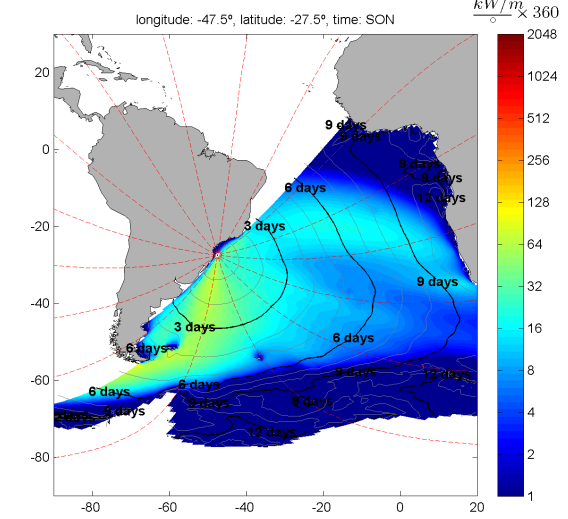 longitude: -47.5º, latitude: -27.5º, time: SON
kW/m
° × 360
20
0
-20
-40
-60
-80
-80
-60
-40
-20
0
20
2048
1024
512
256
128
64
32
16
8
4
2
1
9 days
9 days
9 days
9 days
12 days
6 days
3 days
9 days
3 days
6 days
6 days
9 days
12 days
6 days
6 days
9 days
9 days
9 days
12 days